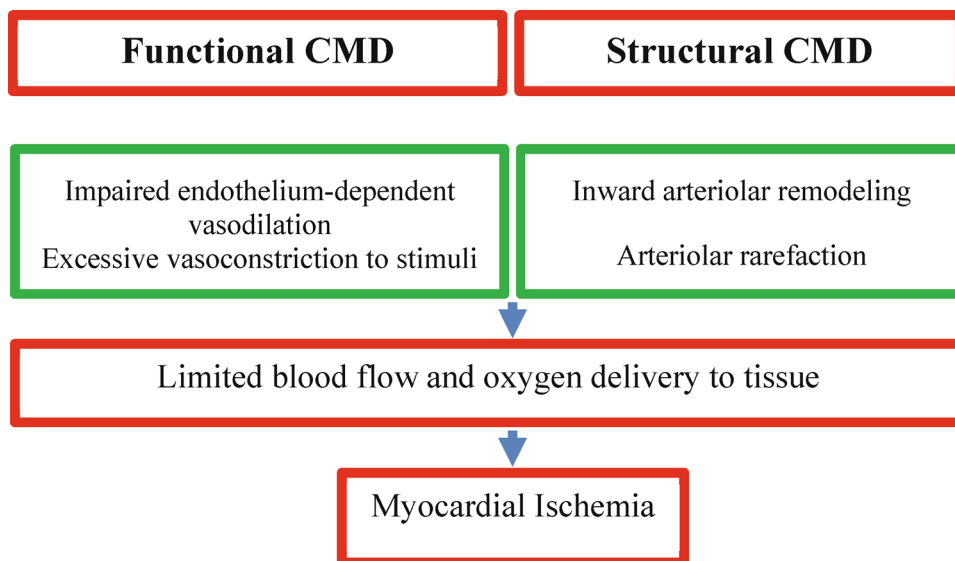 Functional CMD
Structural CMD
Impaired endothelium-dependent
vasodilation
Excessive vasoconstriction to stimuli
Inward arteriolar remodeling
Arteriolar rarefaction
Limited blood flow and oxygen delivery to tissue
Myocardial Ischemia